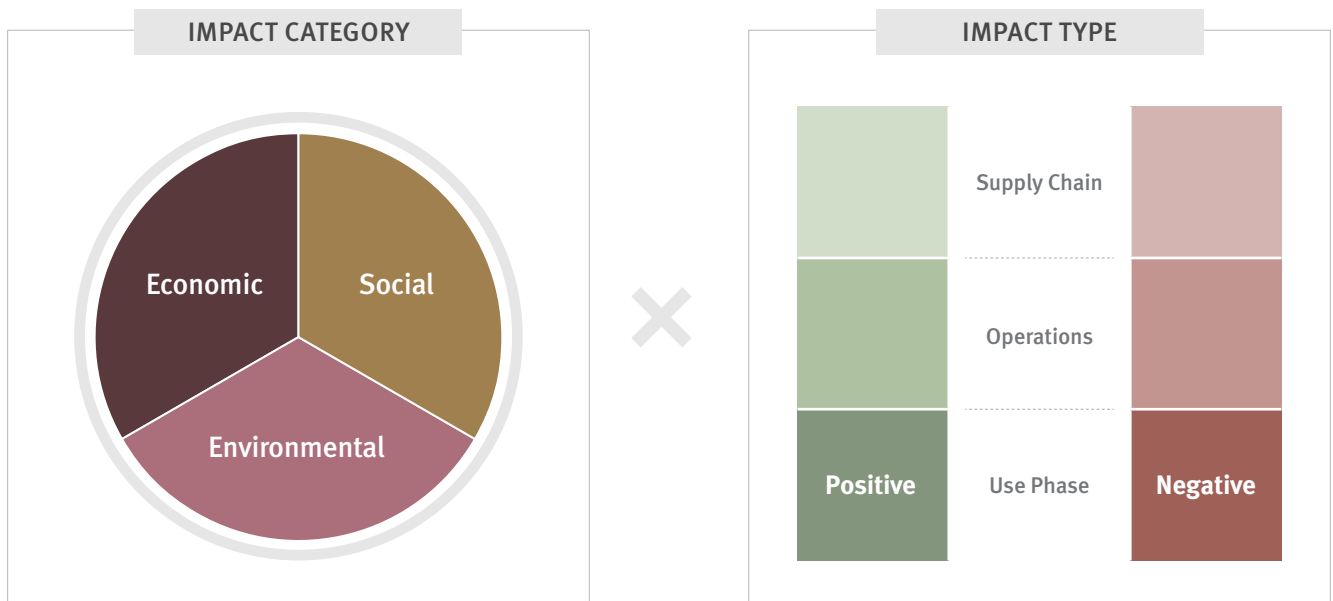 IMPACT CATEGORY
Economic
Social
Environmental
IMPACT TYPE
Supply Chain
Operations
Positive
Use Phase
Negative